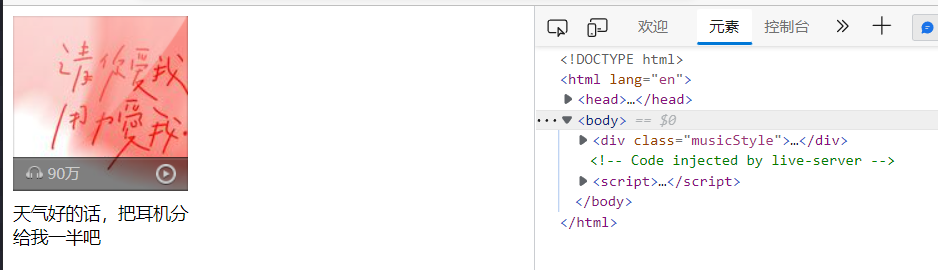 请你爱我
用力爱我.
90万
天气好的话，把耳机分
给我一半吧
欢迎
元素
控制台
<!DOCTYPE html>
<html lang="en">
<head>…</head>
<body> == $0
<div class="musicStyle">…</div>
<!-- Code injected by live-server -->
<script>…</script>
</body>
</html>